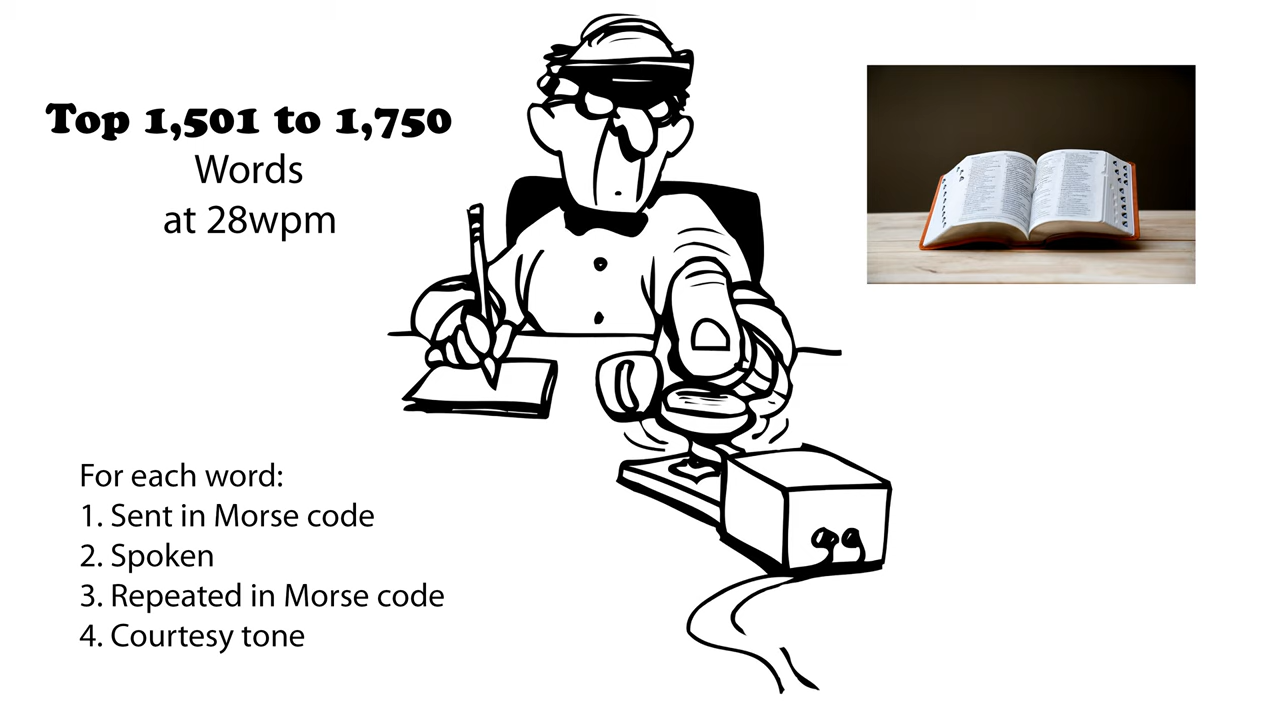 Top 1,501 to 1,750
Words
at 28wpm
For each word:
1. Sent in Morse code
2. Spoken
3. Repeated in Morse code
4. Courtesy tone